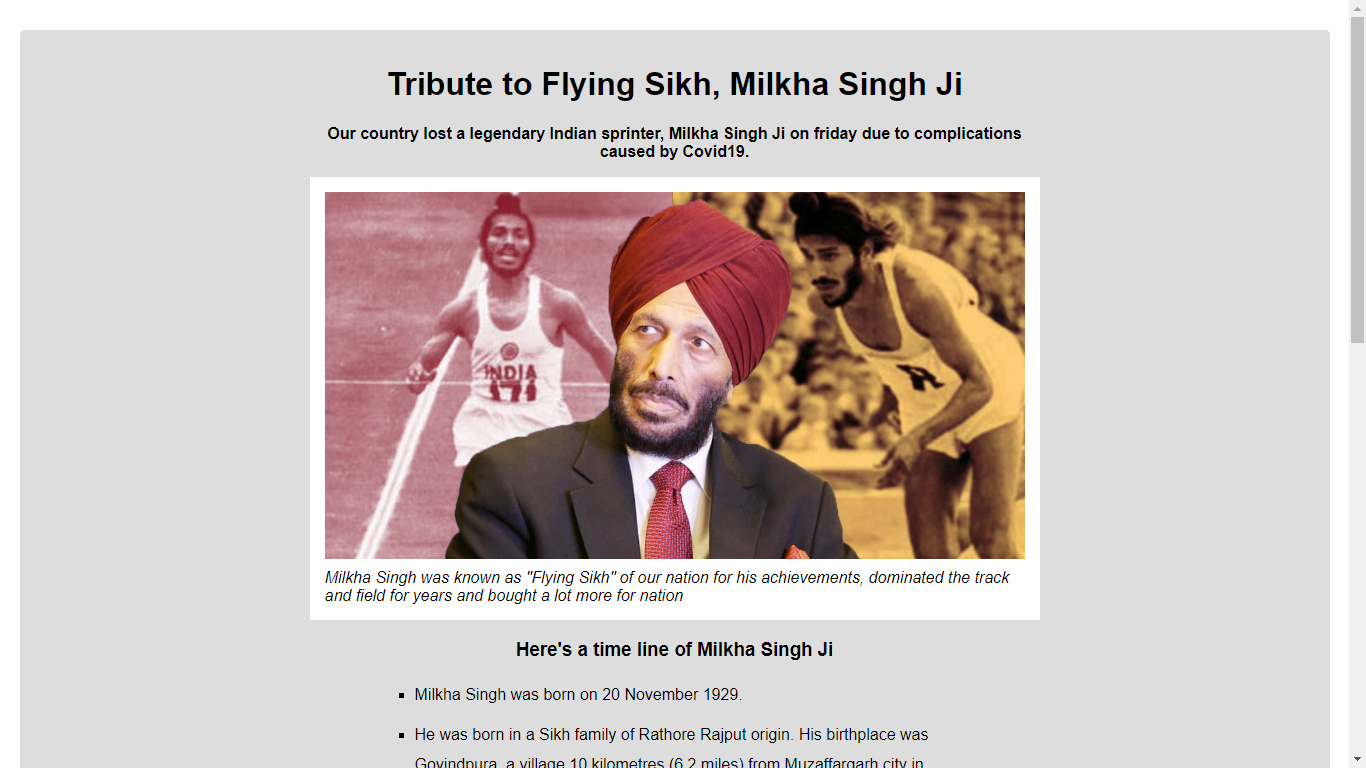 Tribute to Flying Sikh, Milkha Singh Ji
Our country lost a legendary Indian sprinter, Milkha Singh Ji on friday due to complications
caused by Covid19.
INDIA
171
Milkha Singh was known as "Flying Sikh" of our nation for his achievements, dominated the track
and field for years and bought a lot more for nation
Here's a time line of Milkha Singh Ji
Milkha Singh was born on 20 November 1929.
He was born in a Sikh family of Rathore Rajput origin. His birthplace was
Govindpura, a village 10 kilometres (6.2 miles) from Muzaffargarh city in